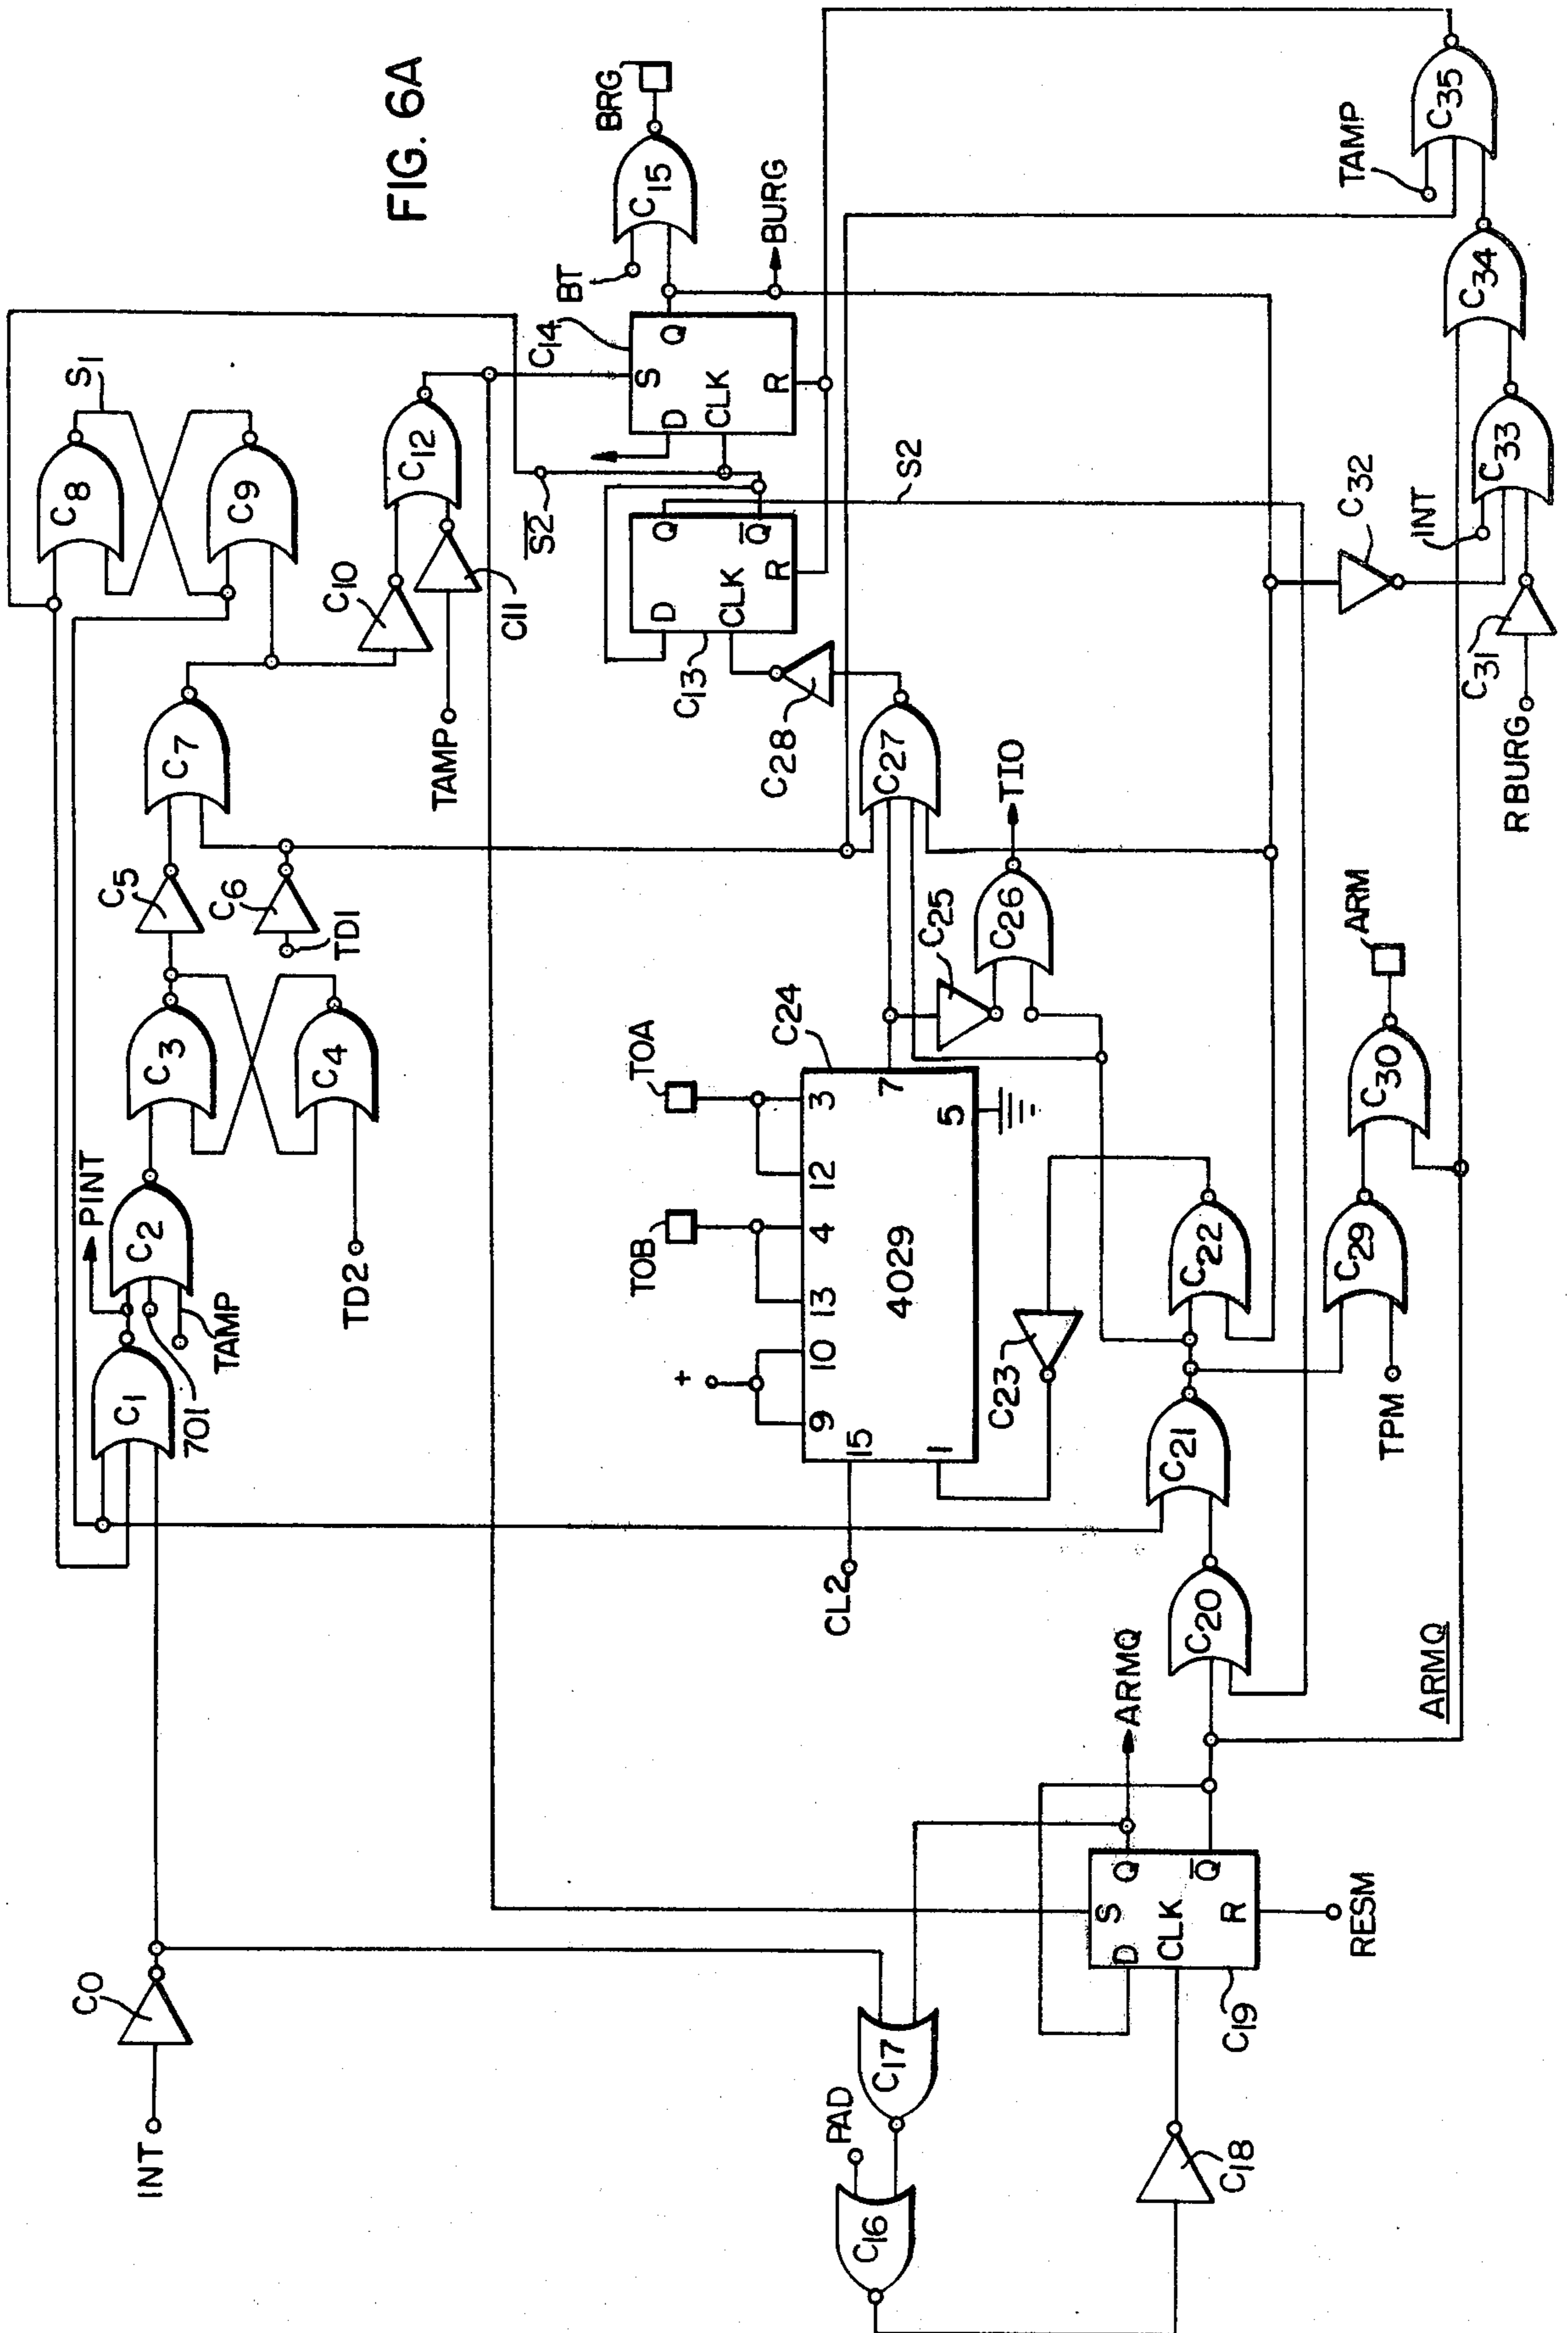 FIG. 6A
S1
C8
C9
C10
C11
C12
TAMP
C7
C5
C6
TD1
C3
C4
TD2
PINT
C2
TAMP
701
C1
C0
INT
BRG
C15
BT
BURG
C14
S
Q
D
CLK
R
S̅2̅
S2
Q
Q̅
D
CLK
R
C13
C28
C27
TIO
C26
C25
C24
TOA
TOB
+
9 10 13 4 12 3
15
1
7
5
4029
CL2
C23
C22
C21
C20
C29
TPM
C30
ARM
TAMP
C35
C34
C33
INT
C32
C31
RBURG
ARMQ
ARMQ
S
Q
D
CLK
Q̅
R
C19
RESM
C18
C17
PAD
C16